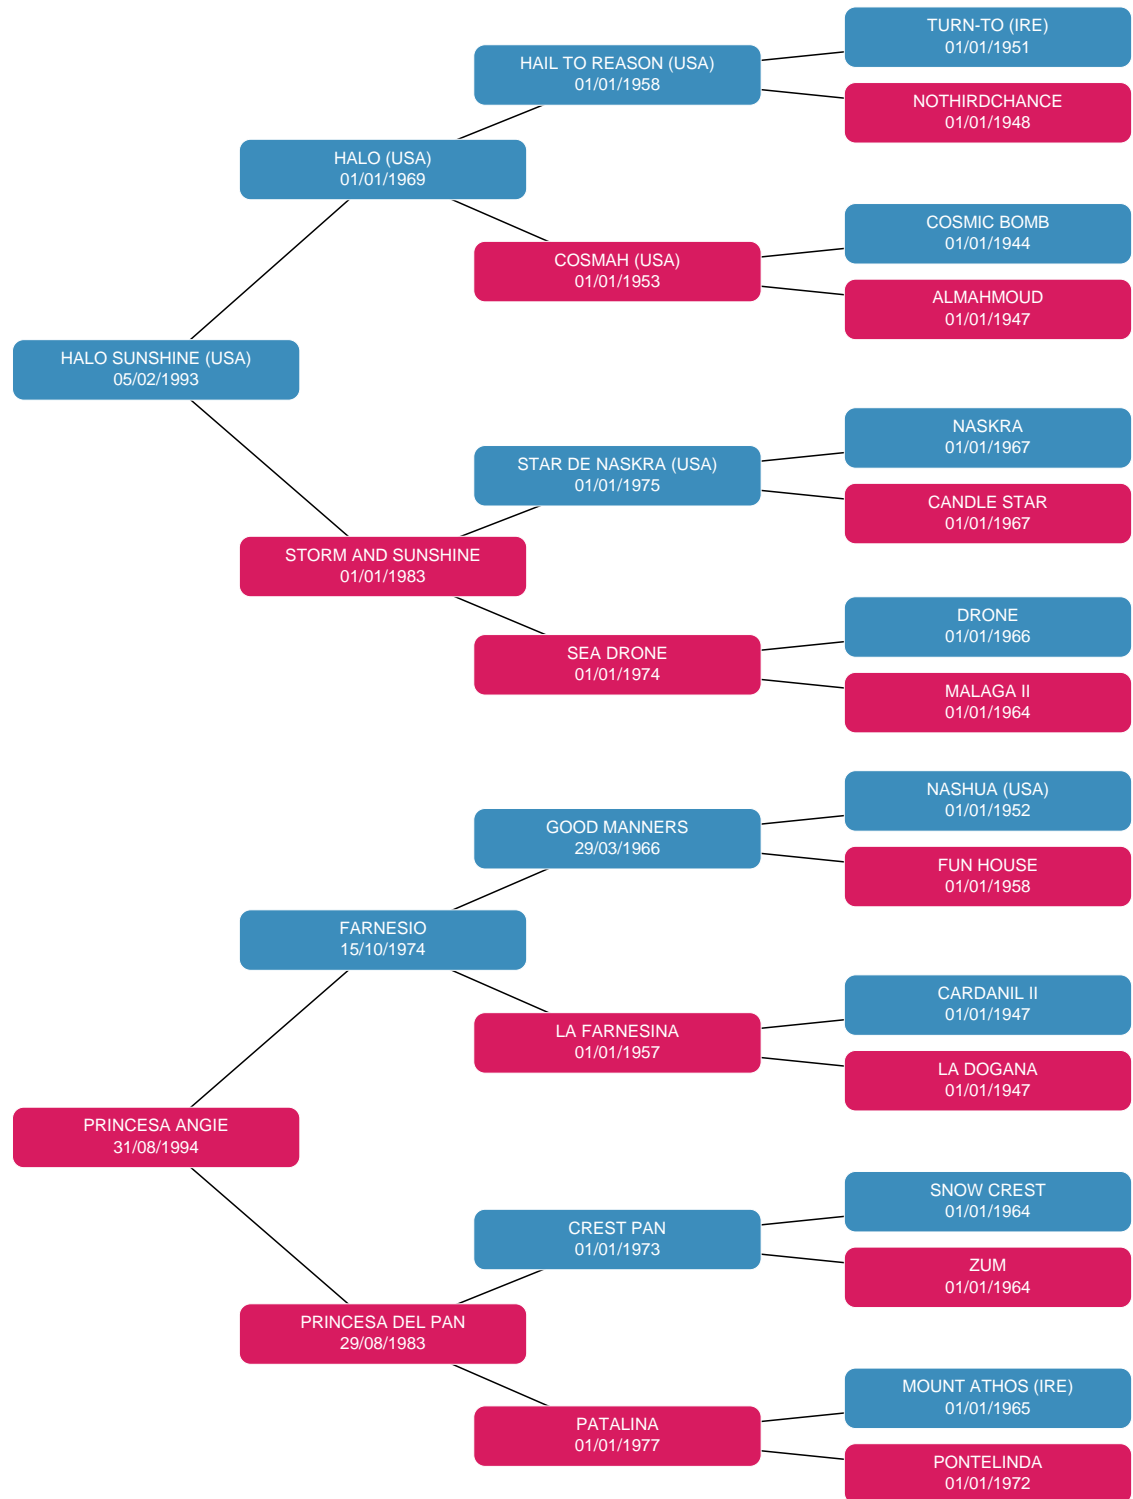 TURN-TO (IRE)
01/01/1951
HAIL TO REASON (USA)
01/01/1958
NOTHIRDCHANCE
01/01/1948
HALO (USA)
01/01/1969
COSMIC BOMB
01/01/1944
COSMAH (USA)
01/01/1953
ALMAHMOUD
01/01/1947
HALO SUNSHINE (USA)
05/02/1993
NASKRA
01/01/1967
STAR DE NASKRA (USA)
01/01/1975
CANDLE STAR
01/01/1967
STORM AND SUNSHINE
01/01/1983
DRONE
01/01/1966
SEA DRONE
01/01/1974
MALAGA II
01/01/1964
NASHUA (USA)
01/01/1952
GOOD MANNERS
29/03/1966
FUN HOUSE
01/01/1958
FARNESIO
15/10/1974
CARDANIL II
01/01/1947
LA FARNESINA
01/01/1957
LA DOGANA
01/01/1947
PRINCESA ANGIE
31/08/1994
SNOW CREST
01/01/1964
CREST PAN
01/01/1973
ZUM
01/01/1964
PRINCESA DEL PAN
29/08/1983
MOUNT ATHOS (IRE)
01/01/1965
PATALINA
01/01/1977
PONTELINDA
01/01/1972